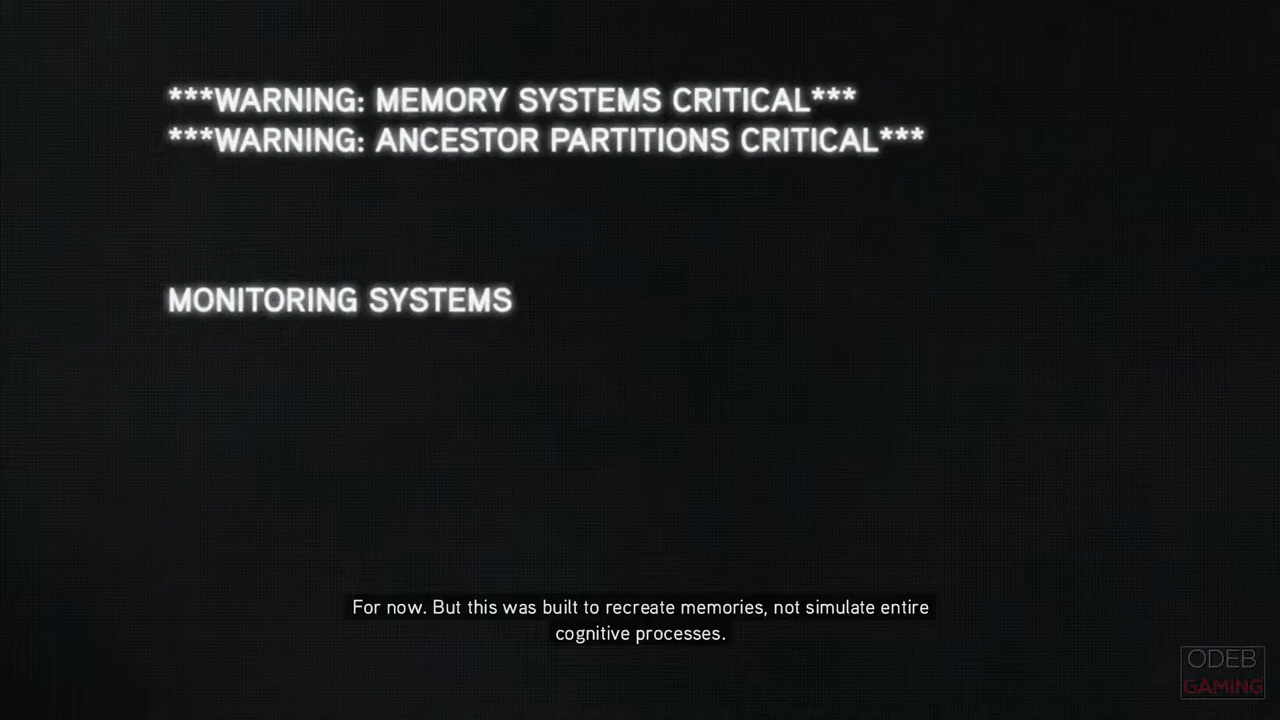 ***WARNING: MEMORY SYSTEMS CRITICAL***
***WARNING: ANCESTOR PARTITIONS CRITICAL***
MONITORING SYSTEMS
For now. But this was built to recreate memories, not simulate entire
cognitive processes.
ODEB
GAMING